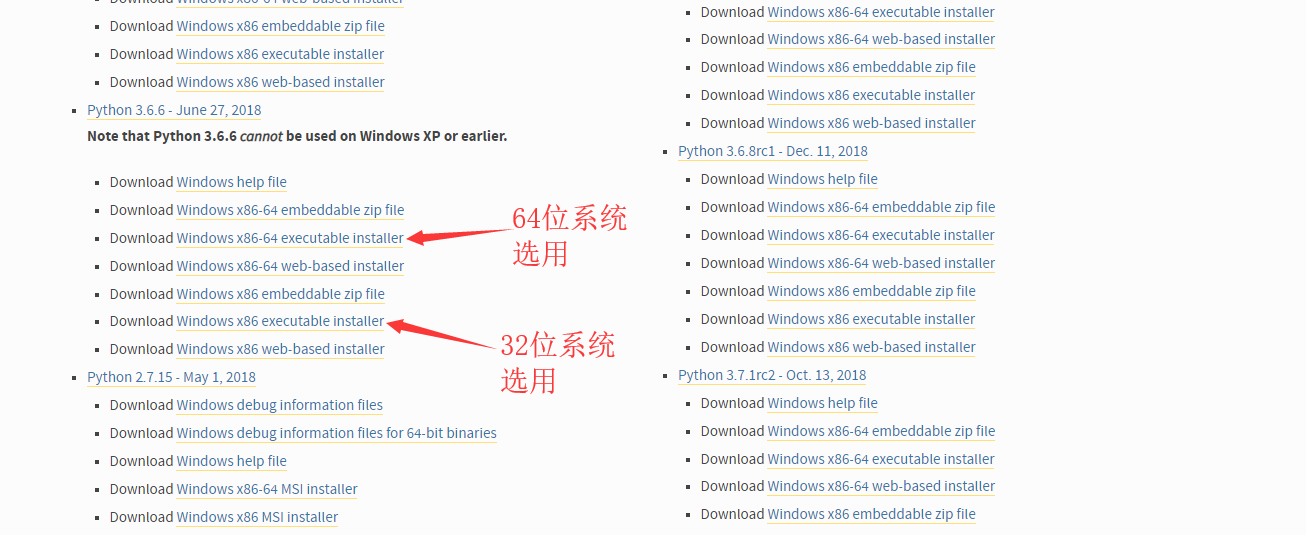 Download Windows x86-64 web-based installer
Download Windows x86 embeddable zip file
Download Windows x86 executable installer
Download Windows x86 web-based installer
Python 3.6.6 - June 27, 2018
Note that Python 3.6.6 cannot be used on Windows XP or earlier.
Download Windows help file
Download Windows x86-64 embeddable zip file
Download Windows x86-64 executable installer
64位系统
选用
Download Windows x86-64 web-based installer
Download Windows x86 embeddable zip file
Download Windows x86 executable installer
32位系统
选用
Download Windows x86 web-based installer
Python 2.7.15 - May 1, 2018
Download Windows debug information files
Download Windows debug information files for 64-bit binaries
Download Windows help file
Download Windows x86-64 MSI installer
Download Windows x86 MSI installer
Download Windows x86-64 executable installer
Download Windows x86-64 web-based installer
Download Windows x86 embeddable zip file
Download Windows x86 executable installer
Download Windows x86 web-based installer
Python 3.6.8rc1 - Dec. 11, 2018
Download Windows help file
Download Windows x86-64 embeddable zip file
Download Windows x86-64 executable installer
Download Windows x86-64 web-based installer
Download Windows x86 embeddable zip file
Download Windows x86 executable installer
Download Windows x86 web-based installer
Python 3.7.1rc2 - Oct. 13, 2018
Download Windows help file
Download Windows x86-64 embeddable zip file
Download Windows x86-64 executable installer
Download Windows x86-64 web-based installer
Download Windows x86 embeddable zip file